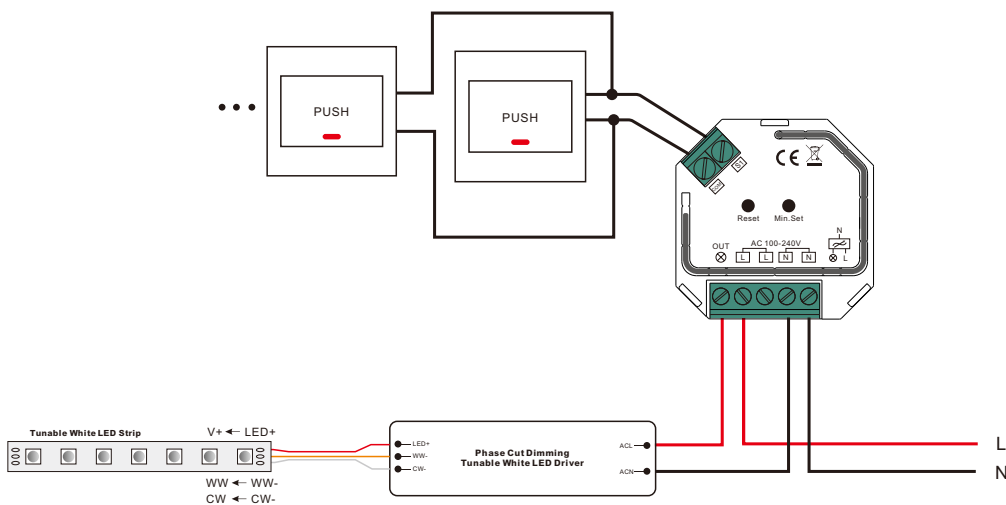 PUSH
PUSH
S1
COM
CE
Reset
Min.Set
AC 100-240V
OUT
L
L
N
N
N
L
L
N
Tunable White LED Strip
V+ LED+
WW WW-
CW CW-
LED+
WW-
CW-
Phase Cut Dimming
Tunable White LED Driver
ACL
ACN